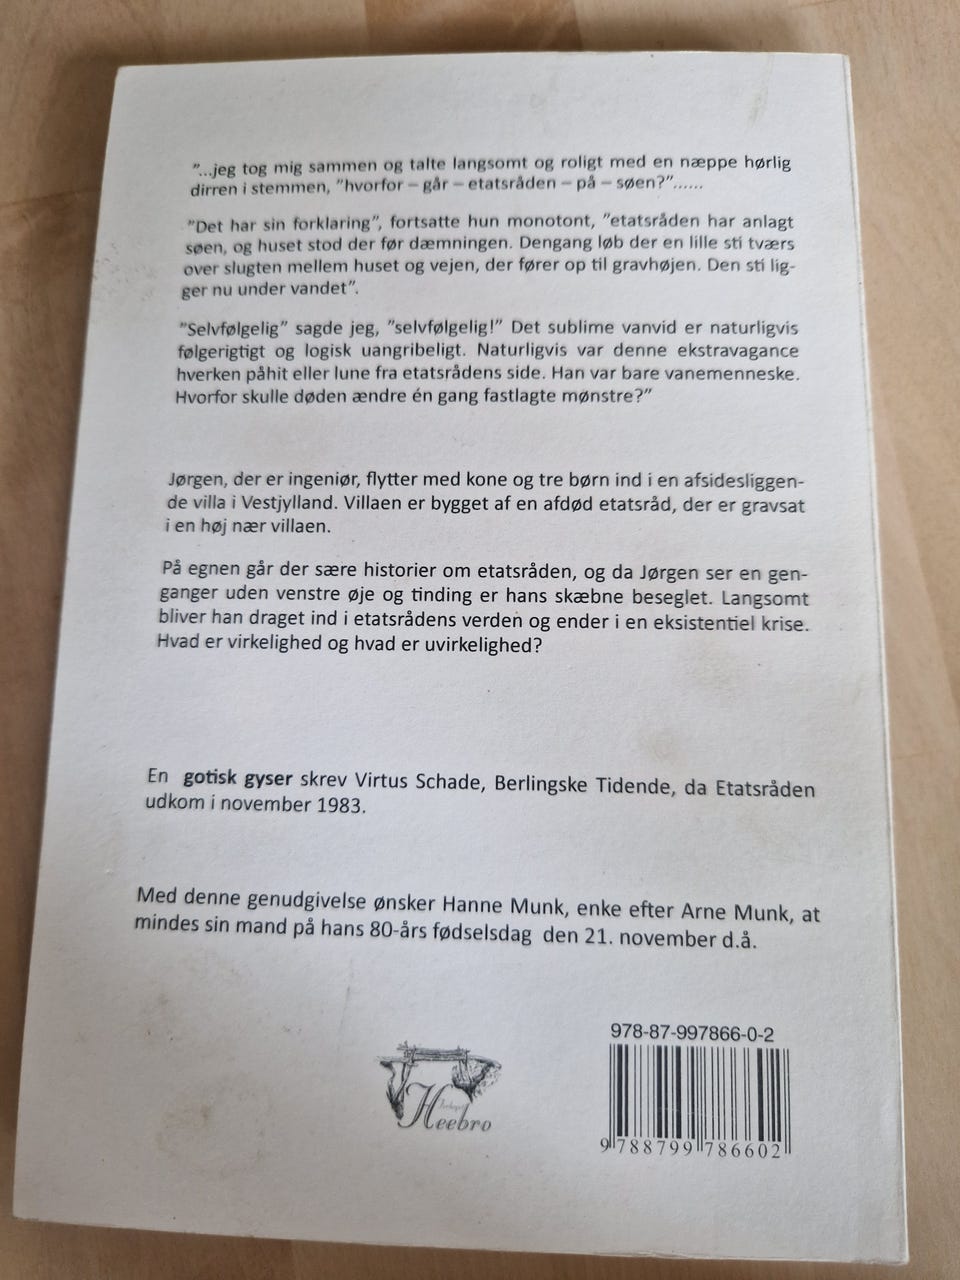 ”...jeg tog mig sammen og talte langsomt og roligt med en næppe hørlig
dirren i stemmen, ”hvorfor – går – etatsråden – på – søen?”......
”Det har sin forklaring”, fortsatte hun monotont, ”etatsråden har anlagt
søen, og huset stod der før dæmningen. Dengang løb der en lille sti tværs
over slugten mellem huset og vejen, der fører op til gravhøjen. Den sti lig-
ger nu under vandet”.
”Selvfølgelig” sagde jeg, ”selvfølgelig!” Det sublime vanvid er naturligvis
følgerigtigt og logisk uangribeligt. Naturligvis var denne ekstravagance
hverken påhit eller lune fra etatsrådens side. Han var bare vanemenneske.
Hvorfor skulle døden ændre én gang fastlagte mønstre?”
Jørgen, der er ingeniør, flytter med kone og tre børn ind i en afsidesliggen-
de villa i Vestjylland. Villaen er bygget af en afdød etatsråd, der er gravsat
i en høj nær villaen.
På egnen går der sære historier om etatsråden, og da Jørgen ser en gen-
ganger uden venstre øje og tinding er hans skæbne beseglet. Langsomt
bliver han draget ind i etatsrådens verden og ender i en eksistentiel krise.
Hvad er virkelighed og hvad er uvirkelighed?
En gotisk gyser skrev Virtus Schade, Berlingske Tidende, da Etatsråden
udkom i november 1983.
Med denne genudgivelse ønsker Hanne Munk, enke efter Arne Munk, at
mindes sin mand på hans 80-års fødselsdag den 21. november d.å.
978-87-997866-0-2
Forlaget
Heebro
9 788799 786602